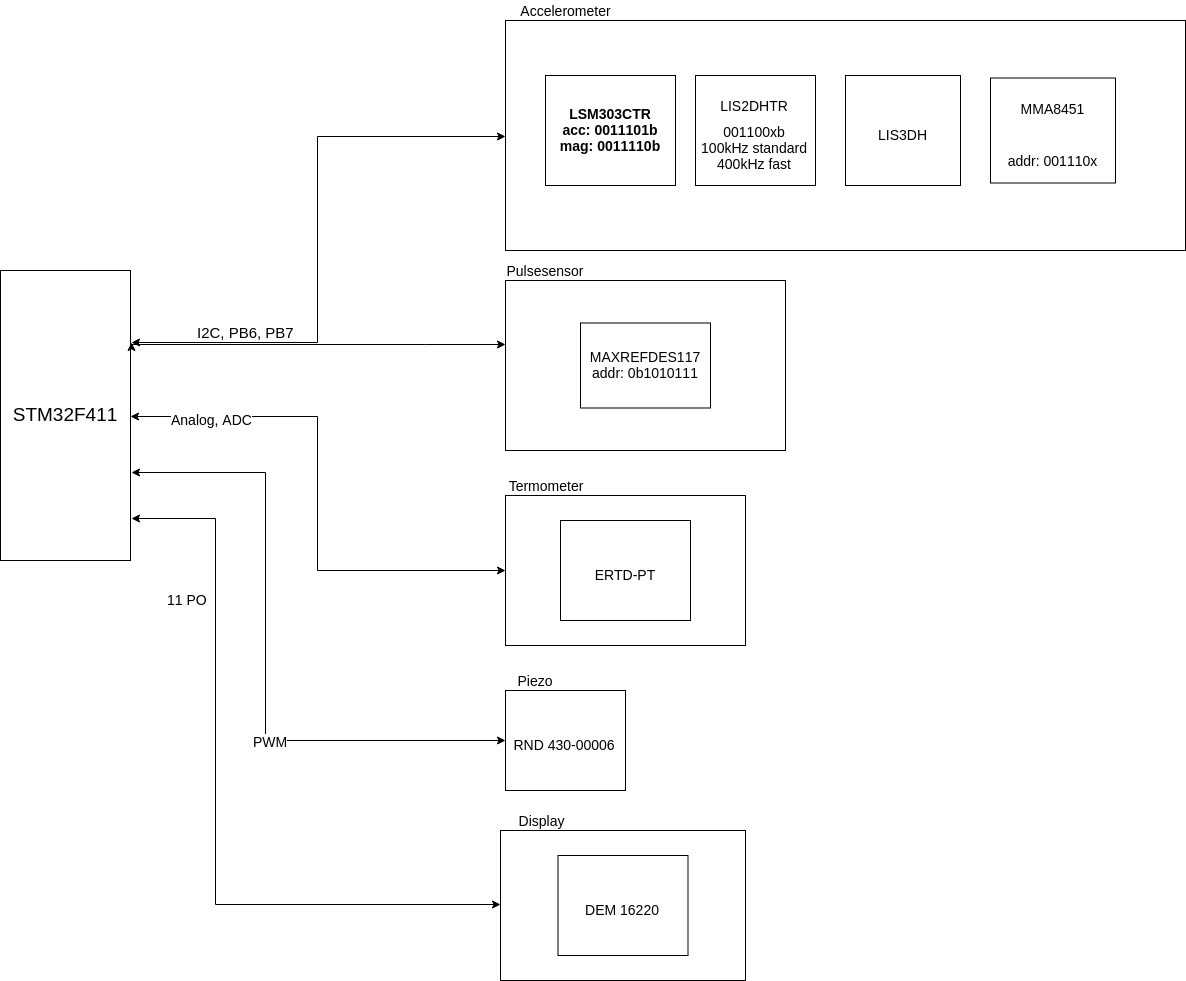 Accelerometer
LSM303CTR
acc: 0011101b
mag: 0011110b
LIS2DHTR
001100xb
100kHz standard
400kHz fast
LIS3DH
MMA8451
addr: 001110x
Pulsesensor
I2C, PB6, PB7
MAXREFDES117
addr: 0b1010111
STM32F411
Analog, ADC
Termometer
ERTD-PT
11 PO
Piezo
RND 430-00006
PWM
Display
DEM 16220